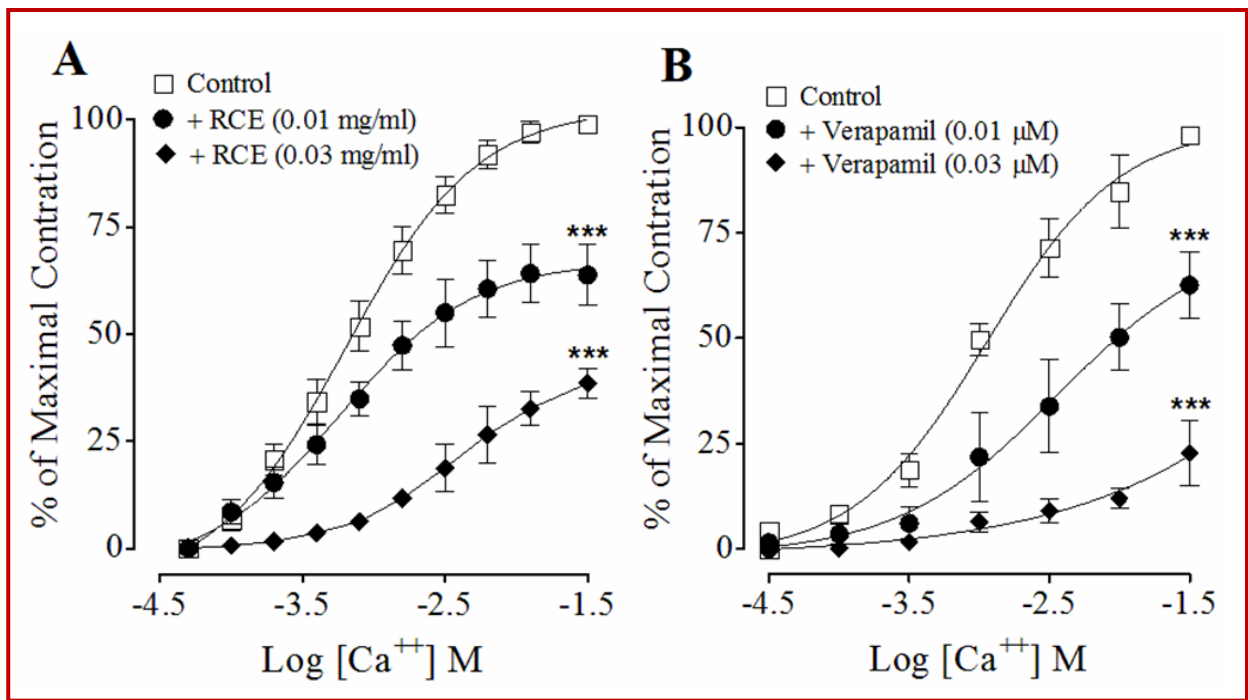 A
Control
+ RCE (0.01 mg/ml)
+ RCE (0.03 mg/ml)
% of Maximal Contration
100
75
50
25
0
***
***
-4.5
-3.5
-2.5
-1.5
Log [Ca++] M
B
Control
+ Verapamil (0.01 μM)
+ Verapamil (0.03 μM)
% of Maximal Contration
100
75
50
25
0
***
***
-4.5
-3.5
-2.5
-1.5
Log [Ca++] M